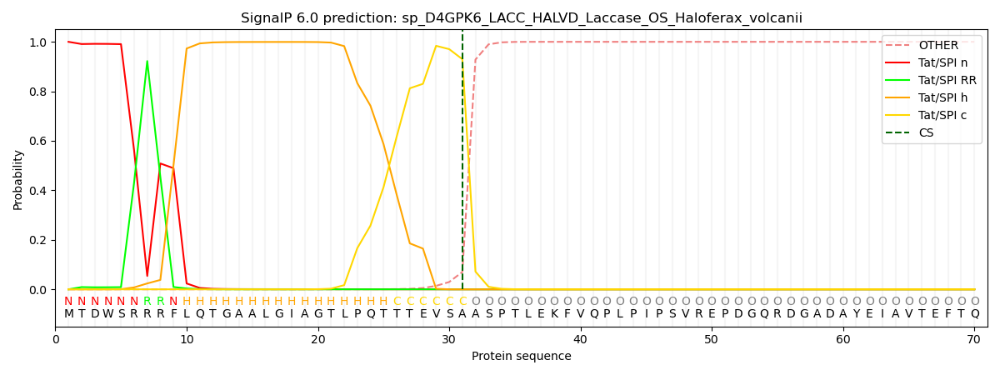 SignalP 6.0 prediction: sp_D4GPK6_LACC_HALVD_Laccase_OS_Haloferax_volcanii
Probability
1.0
0.8
0.6
0.4
0.2
0.0
OTHER
Tat/SPI n
Tat/SPI RR
Tat/SPI h
Tat/SPI c
CS
N N N N N N R R N H H H H H H H H H H H H H H H H C C C C C C O O O O O O O O O O O O O O O O O O O O O O O O O O O O O O O O O O O O O O O
M T D W S R R R F L Q T G A A L G I A G T L P Q T T T E V S A A S P T L E K F V Q P L P I P S V R E P D G Q R D G A D A Y E I A V T E F T Q
0 10 20 30 40 50 60 70
Protein sequence